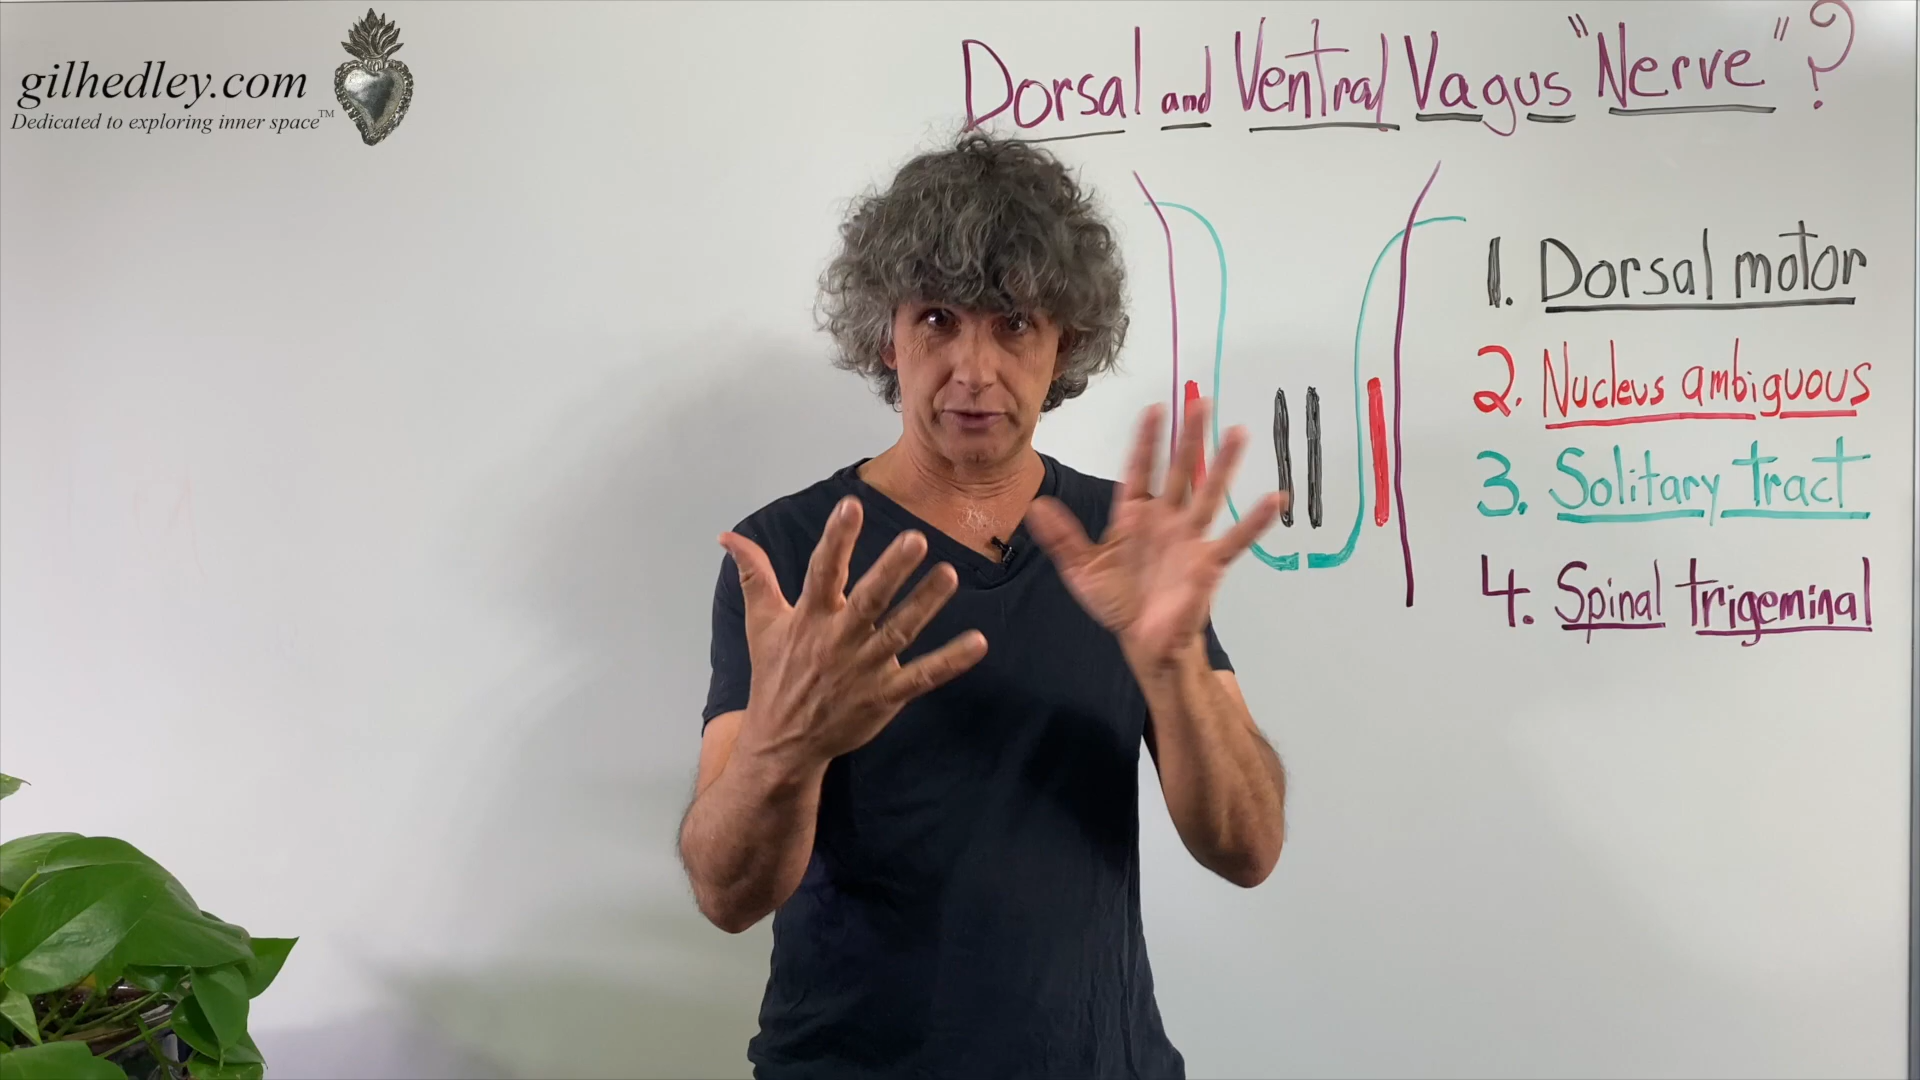 gilhedley.com
Dedicated to exploring inner space™
Dorsal and Ventral Vagus "Nerve"?
1. Dorsal motor
2. Nucleus ambiguous
3. Solitary tract
4. Spinal trigeminal